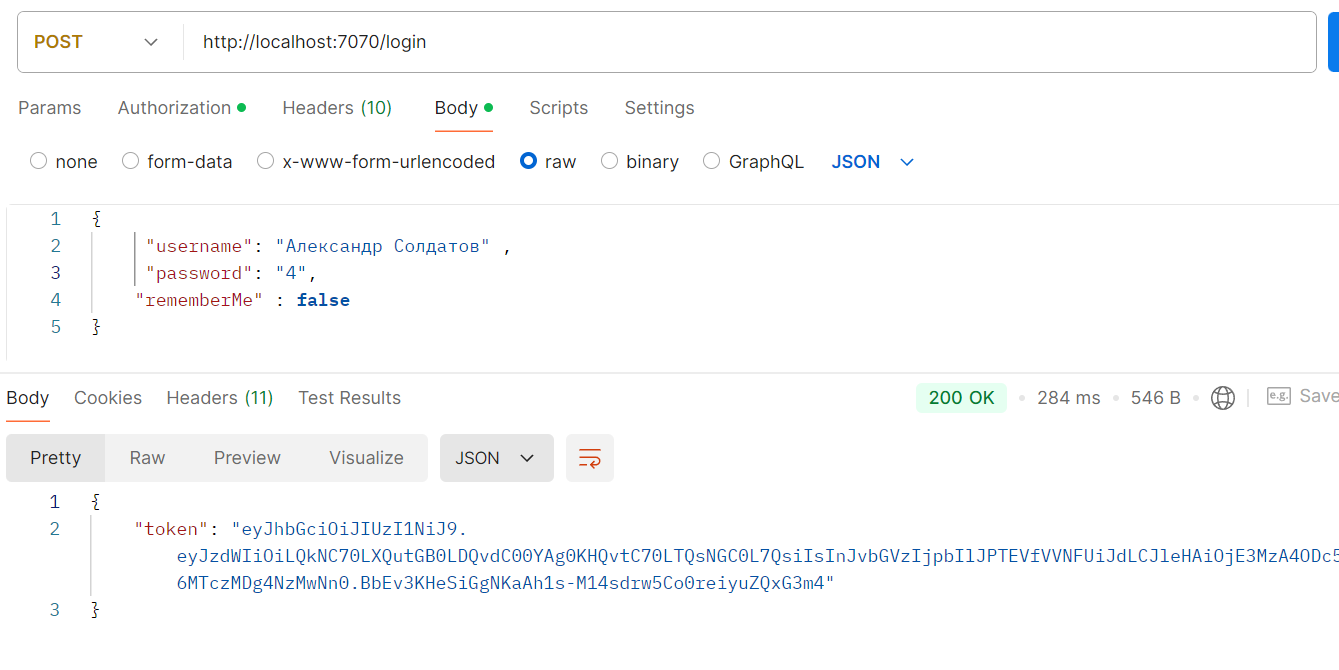 POST http://localhost:7070/login
Params Authorization Headers (10) Body Scripts Settings
none form-data x-www-form-urlencoded raw binary GraphQL JSON
1 {
2 "username": "Александр Солдатов" ,
3 "password": "4",
4 "rememberMe" : false
5 }
Body Cookies Headers (11) Test Results 200 OK 284 ms 546 B e.g. Save
Pretty Raw Preview Visualize JSON
1 {
2 "token": "eyJhbGciOiJIUzI1NiJ9.
eyJzdWIiOiLQkNC70LXQutGB0LDQvdC00YAg0KHQvtC70LTQsNGC0L7QsiIsInJvbGVzIjpbIlJPTEVfVVNFUiJdLCJleHAiOjE3MzA4ODc5
6MTczMDg4NzMwNn0.BbEv3KHeSiGgNKaAh1s-M14sdrw5Co0reiyuZQxG3m4"
3 }